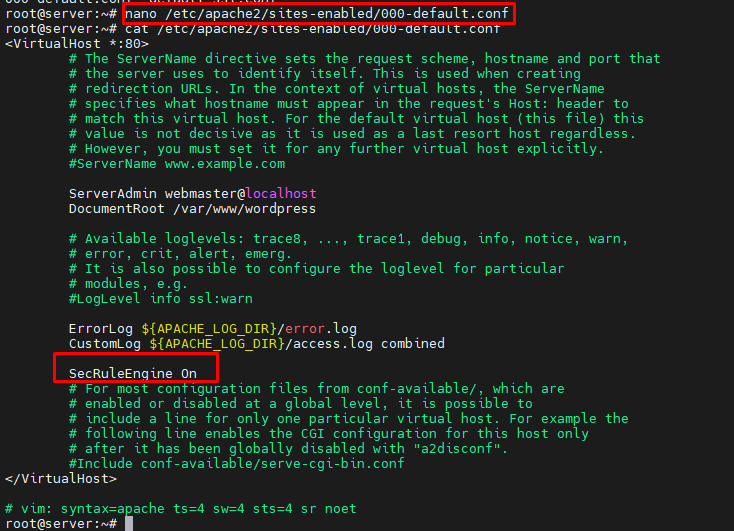 root@server:~# nano /etc/apache2/sites-enabled/000-default.conf
root@server:~# cat /etc/apache2/sites-enabled/000-default.conf
<VirtualHost *:80>
# The ServerName directive sets the request scheme, hostname and port that
# the server uses to identify itself. This is used when creating
# redirection URLs. In the context of virtual hosts, the ServerName
# specifies what hostname must appear in the request's Host: header to
# match this virtual host. For the default virtual host (this file) this
# value is not decisive as it is used as a last resort host regardless.
# However, you must set it for any further virtual host explicitly.
#ServerName www.example.com
ServerAdmin webmaster@localhost
DocumentRoot /var/www/wordpress
# Available loglevels: trace8, ..., trace1, debug, info, notice, warn,
# error, crit, alert, emerg.
# It is also possible to configure the loglevel for particular
# modules, e.g.
#LogLevel info ssl:warn
ErrorLog ${APACHE_LOG_DIR}/error.log
CustomLog ${APACHE_LOG_DIR}/access.log combined
SecRuleEngine On
# For most configuration files from conf-available/, which are
# enabled or disabled at a global level, it is possible to
# include a line for only one particular virtual host. For example the
# following line enables the CGI configuration for this host only
# after it has been globally disabled with "a2disconf".
#Include conf-available/serve-cgi-bin.conf
</VirtualHost>
# vim: syntax=apache ts=4 sw=4 sts=4 sr noet
root@server:~#